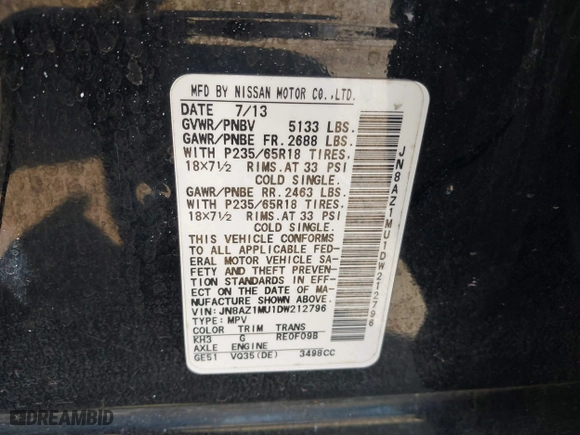 MFD BY NISSAN MOTOR CO.,LTD.
DATE 7/13
GVWR/PNBV 5133 LBS.
GAWR/PNBE FR.2688 LBS.
WITH P235/65R18 TIRES.
18X7½ RIMS.AT 33 PSI
COLD SINGLE.
GAWR/PNBE RR.2463 LBS.
WITH P235/65R18 TIRES.
18X7½ RIMS.AT 33 PSI
COLD SINGLE.
THIS VEHICLE CONFORMS
TO ALL APPLICABLE FED-
ERAL MOTOR VEHICLE SA-
FETY AND THEFT PREVEN-
TION STANDARDS IN EFF-
ECT ON THE DATE OF MA-
NUFACTURE SHOWN ABOVE.
VIN:JN8AZ1MU1DW212796
TYPE:MPV
COLOR TRIM TRANS
KH3 G RE0F09B
AXLE ENGINE
GE51 VQ35(DE) 3498CC
JN8AZ1MU1DW212796
DREAMBID